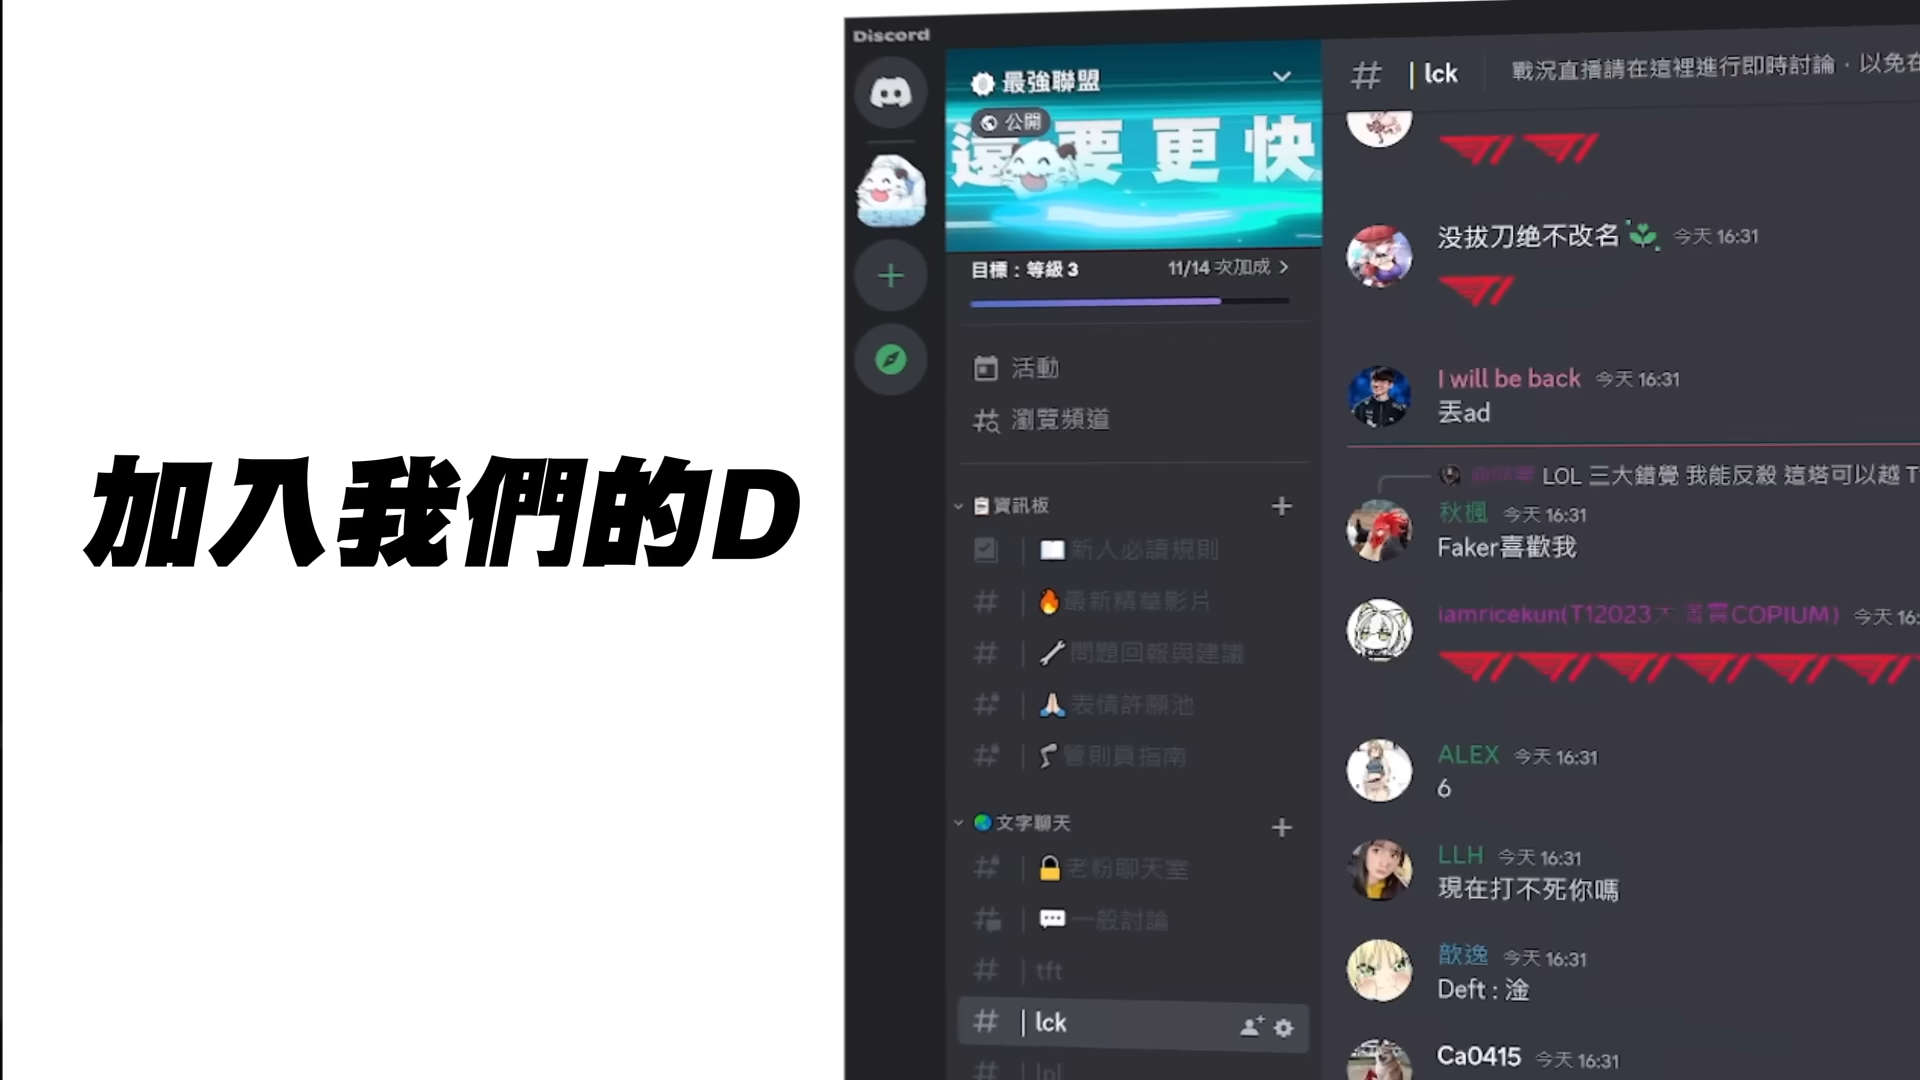 加入我們的D
Discord
最強聯盟
公開
還要更快
目標：等級 3
11/14 次加成
活動
瀏覽頻道
資訊板
新人必讀規則
最新精華影片
問題回報與建議
表情許願池
管則員指南
文字聊天
老粉聊天室
一般討論
tft
lck
lpl
lck
戰況直播請在這裡進行即時討論，以免在
没拔刀绝不改名 今天 16:31
I will be back 今天 16:31
丟ad
LOL 三大錯覺 我能反殺 這塔可以越 T
秋楓 今天 16:31
Faker喜歡我
iamricekun(T12023 COPIUM) 今天 16:
ALEX 今天 16:31
6
LLH 今天 16:31
現在打不死你嗎
歆逸 今天 16:31
Deft : 淦
Ca0415 今天 16:31